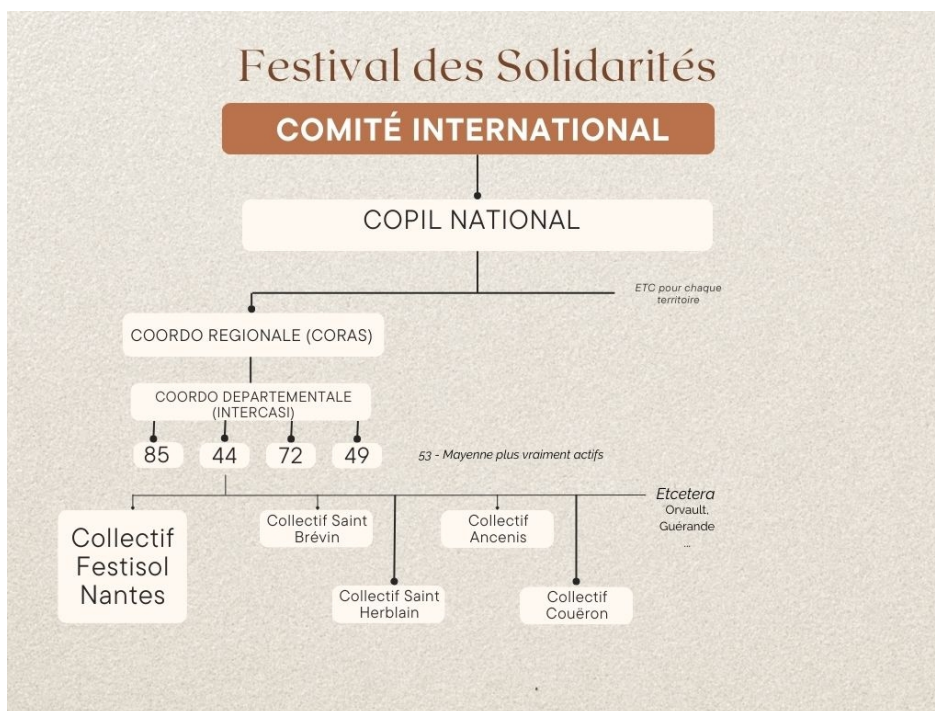 Festival des Solidarités
COMITÉ INTERNATIONAL
COPIL NATIONAL
ETC pour chaque
territoire
COORDO REGIONALE (CORAS)
COORDO DEPARTEMENTALE
(INTERCASI)
85
44
72
49
53 - Mayenne plus vraiment actifs
Etcetera
Orvault,
Guérande
...
Collectif
Festisol
Nantes
Collectif Saint
Brévin
Collectif
Ancenis
Collectif Saint
Herblain
Collectif
Couëron